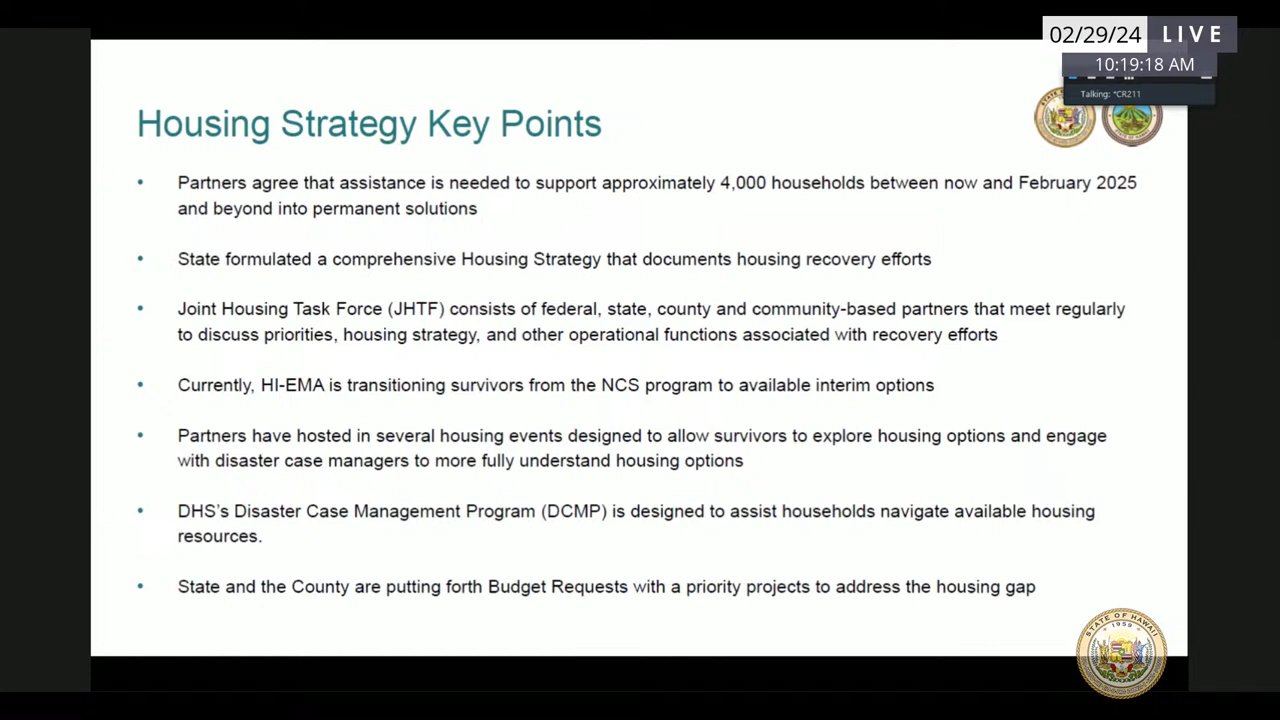 02/29/24 LIVE
10:19:18 AM
Talking: *CR211
Housing Strategy Key Points
• Partners agree that assistance is needed to support approximately 4,000 households between now and February 2025
and beyond into permanent solutions
• State formulated a comprehensive Housing Strategy that documents housing recovery efforts
• Joint Housing Task Force (JHTF) consists of federal, state, county and community-based partners that meet regularly
to discuss priorities, housing strategy, and other operational functions associated with recovery efforts
• Currently, HI-EMA is transitioning survivors from the NCS program to available interim options
• Partners have hosted in several housing events designed to allow survivors to explore housing options and engage
with disaster case managers to more fully understand housing options
• DHS's Disaster Case Management Program (DCMP) is designed to assist households navigate available housing
resources.
• State and the County are putting forth Budget Requests with a priority projects to address the housing gap
STATE OF HAWAII
1959